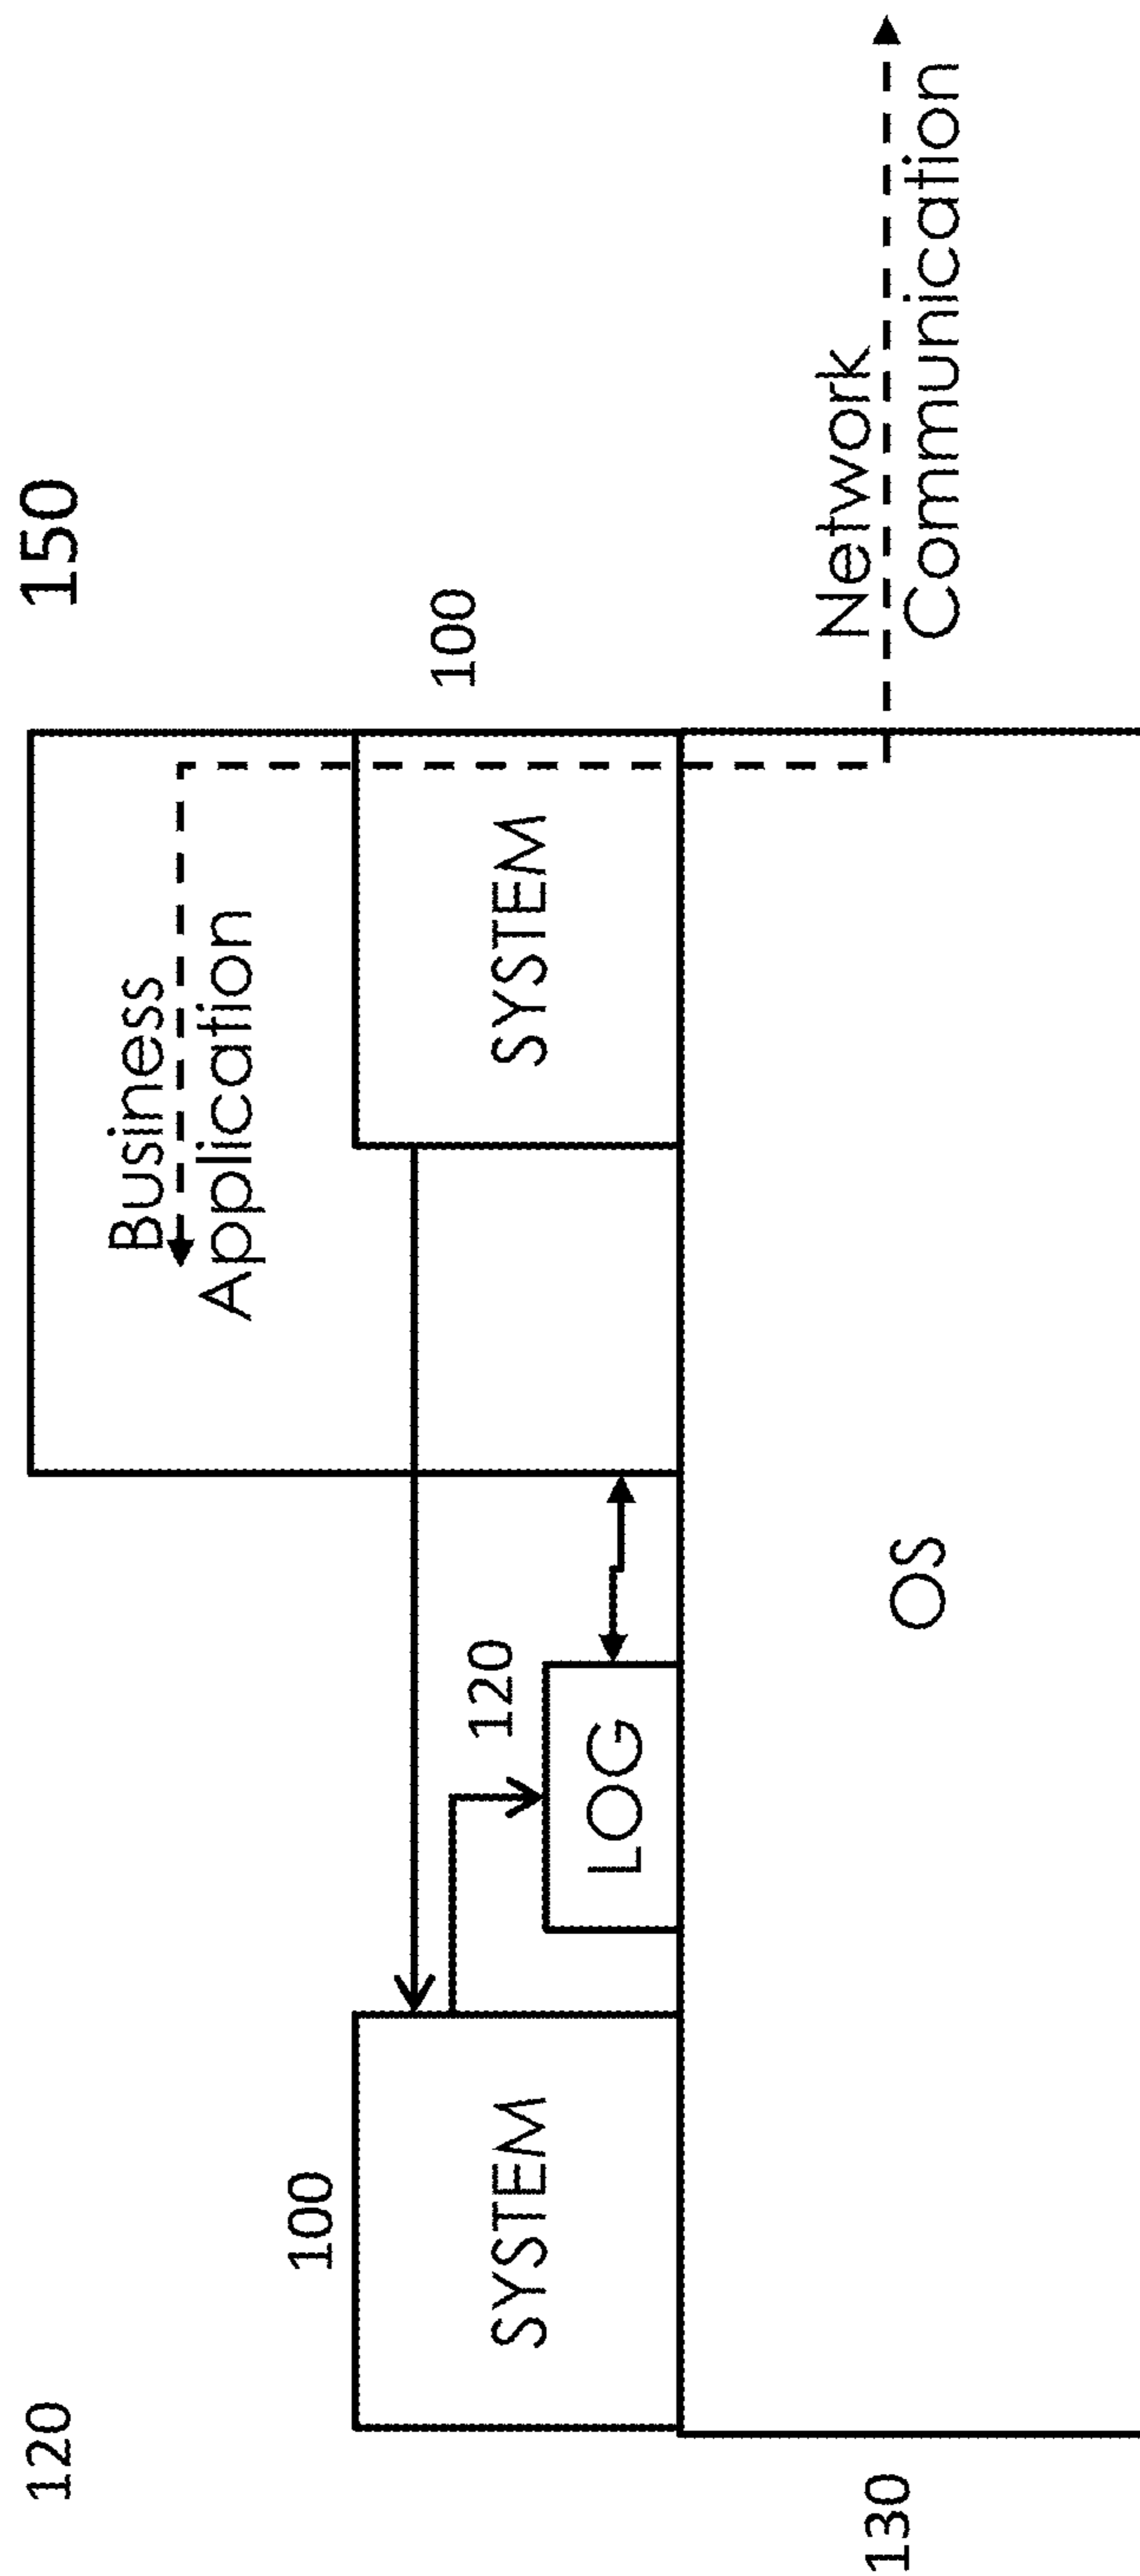 120
150
Business
Application
100
100
120
SYSTEM
SYSTEM
LOG
Network
Communication
130
OS